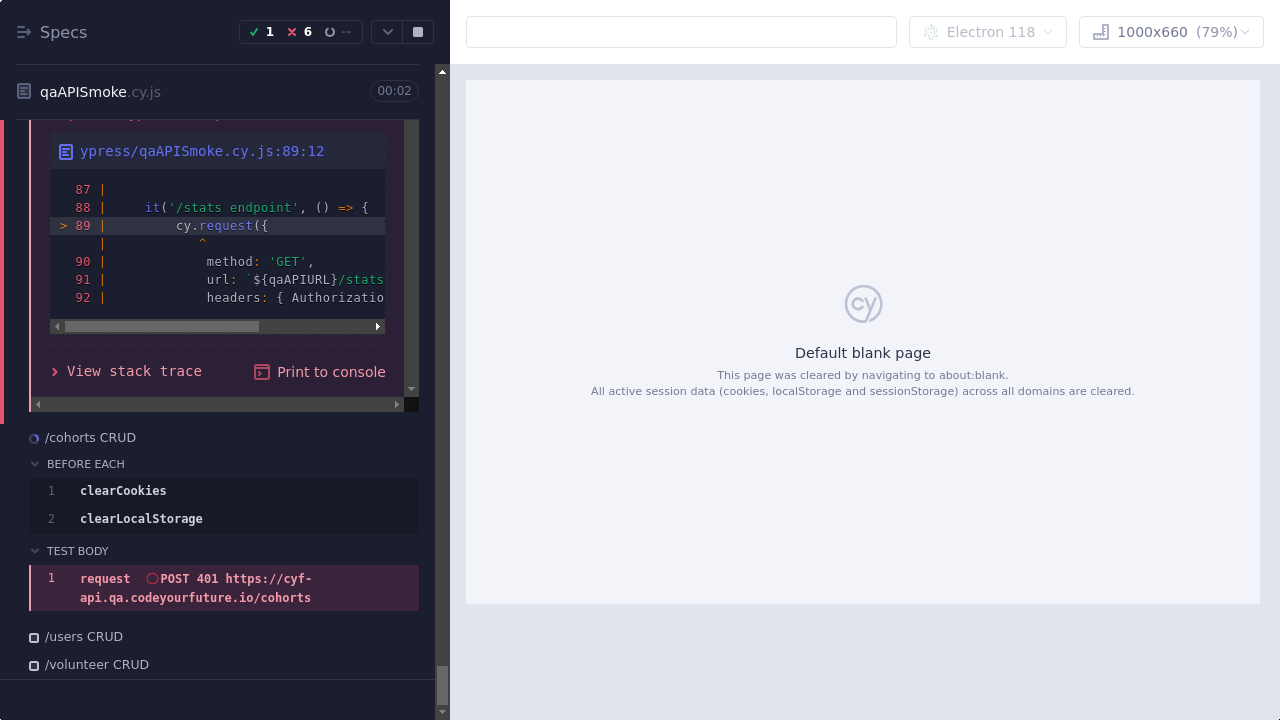 Specs
1
6
--
Electron 118
1000x660 (79%)
qaAPISmoke.cy.js
00:02
ypress/qaAPISmoke.cy.js:89:12
87 |
88 |     it('/stats endpoint', () => {
> 89 |         cy.request({
|            ^
90 |             method: 'GET',
91 |             url: `${qaAPIURL}/stats
92 |             headers: { Authorizatio
View stack trace
Print to console
/cohorts CRUD
BEFORE EACH
1 clearCookies
2 clearLocalStorage
TEST BODY
1 request POST 401 https://cyf-
api.qa.codeyourfuture.io/cohorts
/users CRUD
/volunteer CRUD
cy
Default blank page
This page was cleared by navigating to about:blank.
All active session data (cookies, localStorage and sessionStorage) across all domains are cleared.